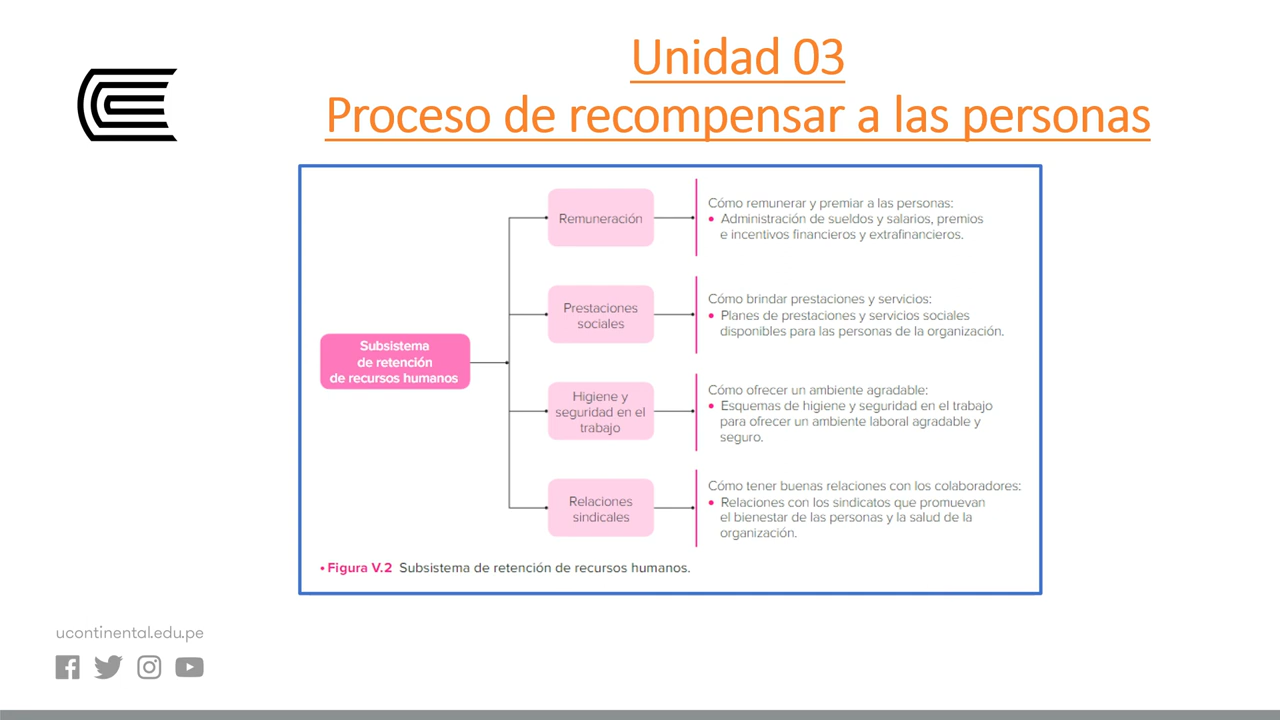 Unidad 03
Proceso de recompensar a las personas
Remuneración
Cómo remunerar y premiar a las personas:
• Administración de sueldos y salarios, premios
e incentivos financieros y extrafinancieros.
Prestaciones
sociales
Cómo brindar prestaciones y servicios:
• Planes de prestaciones y servicios sociales
disponibles para las personas de la organización.
Subsistema
de retención
de recursos humanos
Higiene y
seguridad en el
trabajo
Cómo ofrecer un ambiente agradable:
• Esquemas de higiene y seguridad en el trabajo
para ofrecer un ambiente laboral agradable y
seguro.
Relaciones
sindicales
Cómo tener buenas relaciones con los colaboradores:
• Relaciones con los sindicatos que promuevan
el bienestar de las personas y la salud de la
organización.
• Figura V.2 Subsistema de retención de recursos humanos.
ucontinental.edu.pe